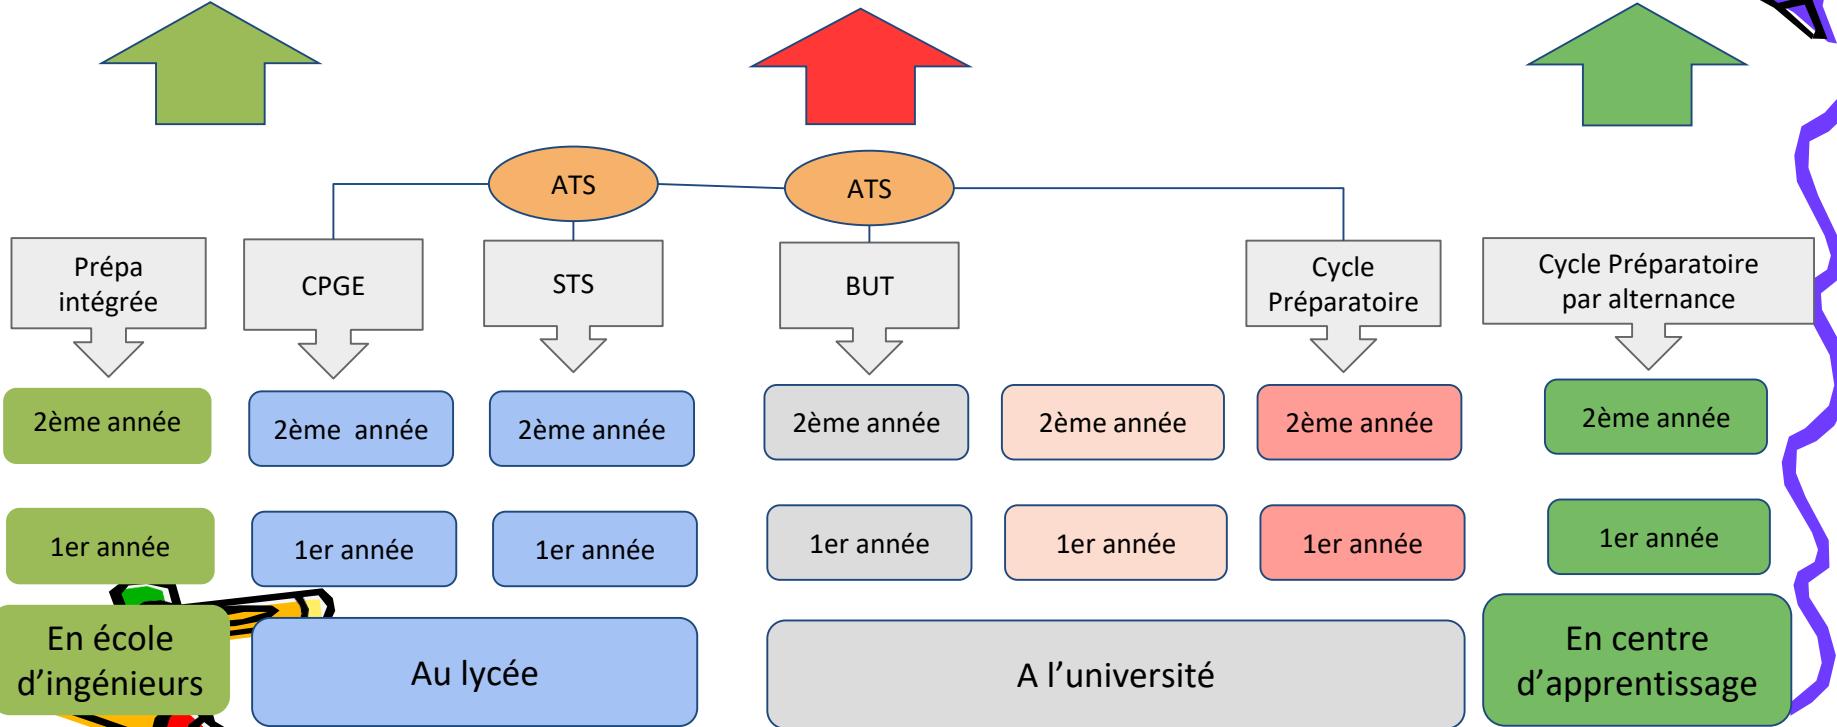 ATS
ATS
Prépa
intégrée
CPGE
STS
BUT
Cycle
Préparatoire
Cycle Préparatoire
par alternance
2ème année
2ème  année
2ème année
2ème année
2ème année
2ème année
2ème année
1er année
1er année
1er année
1er année
1er année
1er année
1er année
En école
d’ingénieurs
Au lycée
A l’université
En centre
d’apprentissage